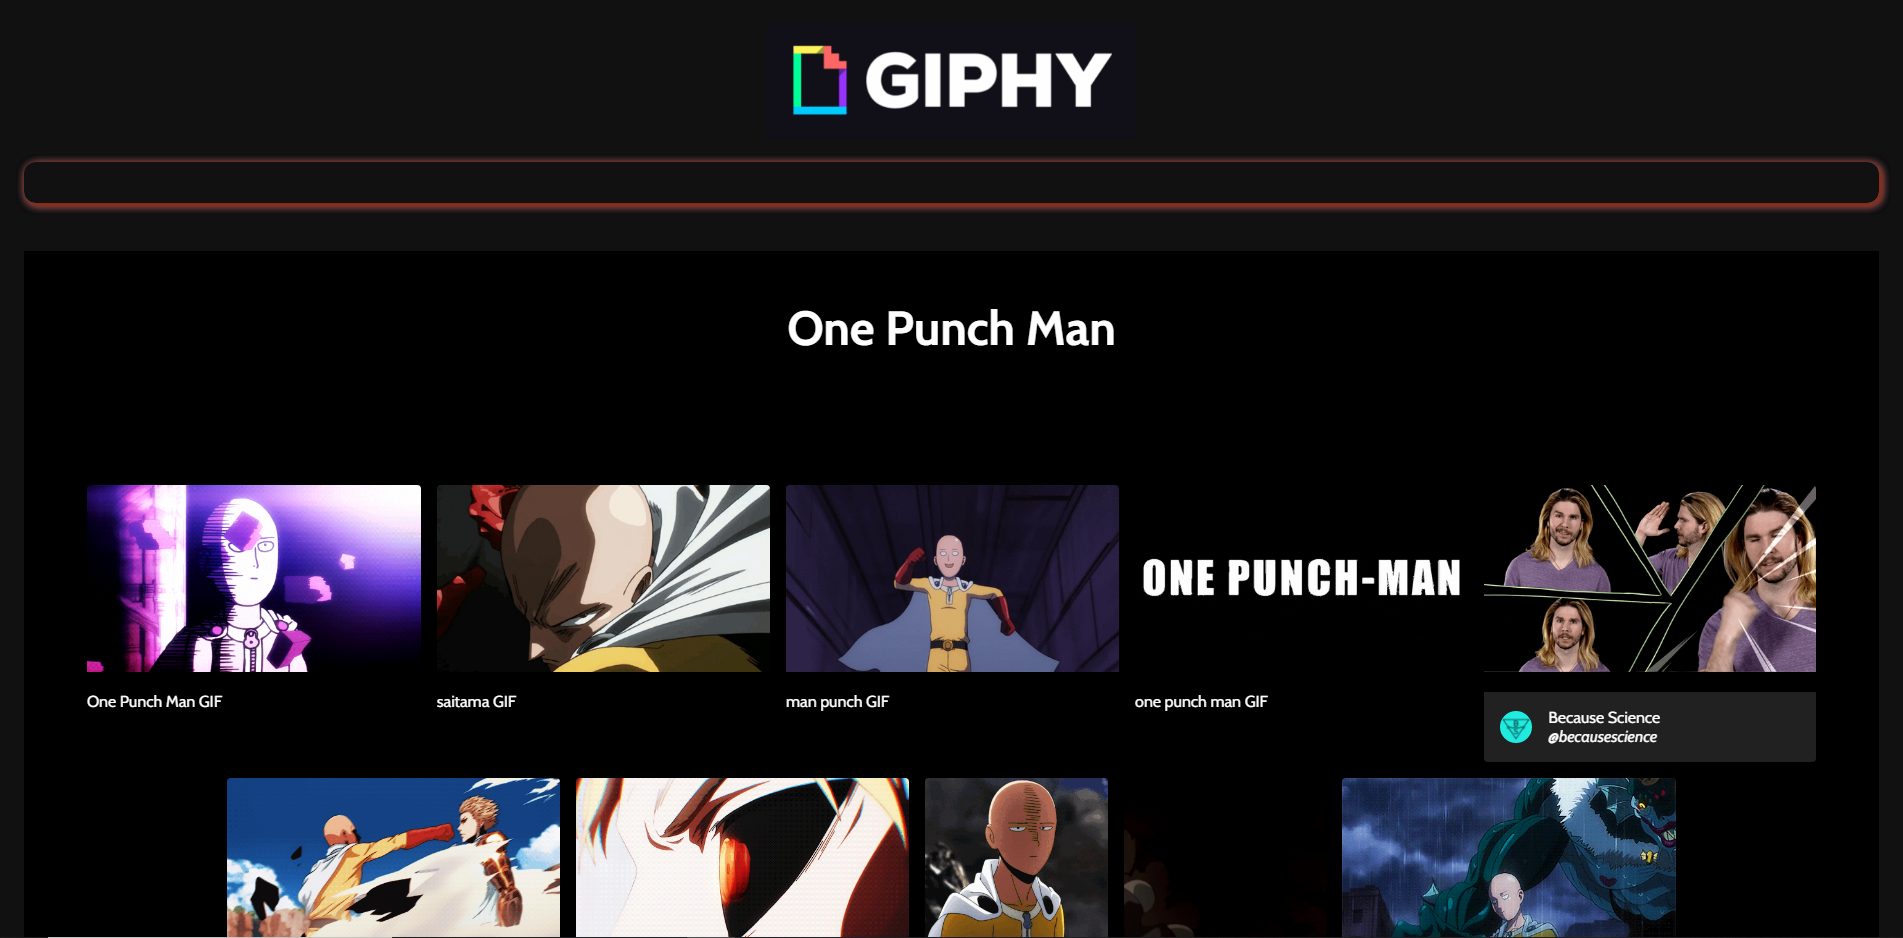 GIPHY
One Punch Man
ONE PUNCH-MAN
One Punch Man GIF
saitama GIF
man punch GIF
one punch man GIF
Because Science
@becausescience